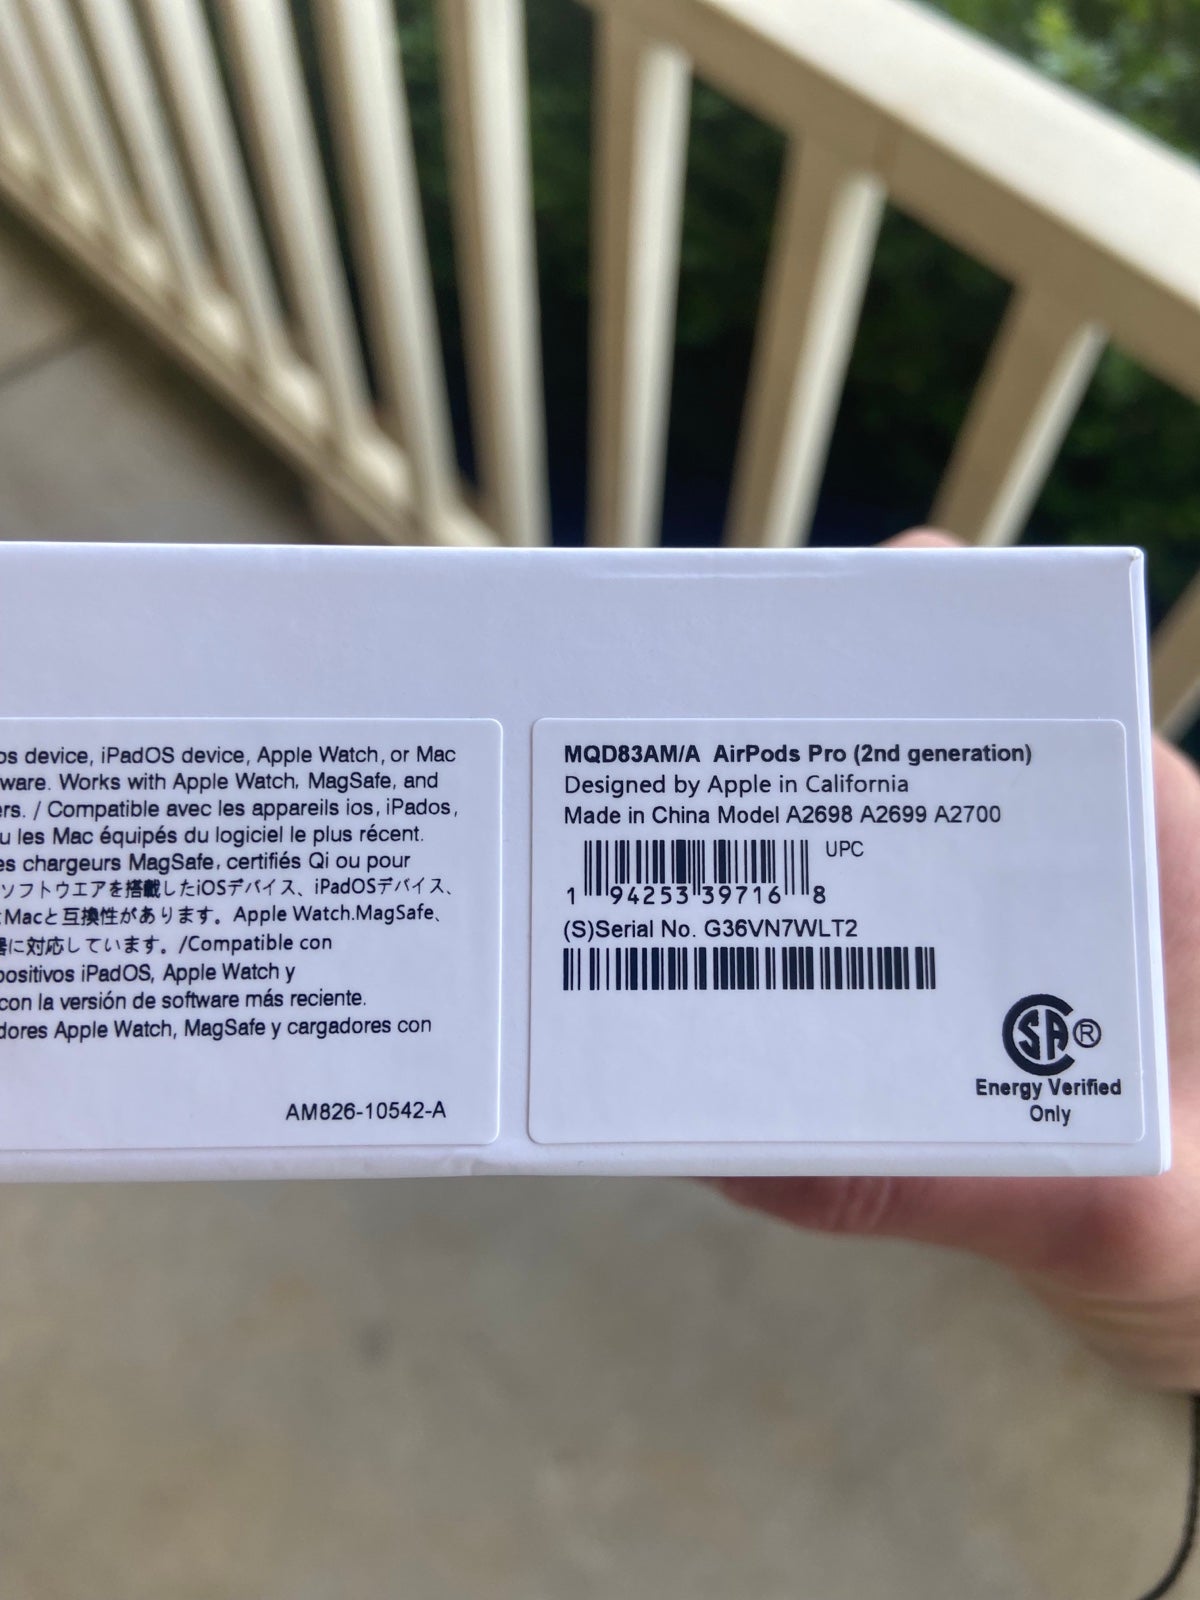 os device, iPadOS device, Apple Watch, or Mac
ware. Works with Apple Watch, MagSafe, and
ers. / Compatible avec les appareils ios, iPados,
u les Mac équipés du logiciel le plus récent.
es chargeurs MagSafe, certifiés Qi ou pour
ソフトウエアを搭載したiOSデバイス、iPadOSデバイス、
Macと互換性があります。Apple Watch.MagSafe、
器に対応しています。/Compatible con
positivos iPadOS, Apple Watch y
con la versión de software más reciente.
dores Apple Watch, MagSafe y cargadores con
AM826-10542-A
MQD83AM/A AirPods Pro (2nd generation)
Designed by Apple in California
Made in China Model A2698 A2699 A2700
UPC
1 94253 39716 8
(S)Serial No. G36VN7WLT2
SA ®
Energy Verified
Only